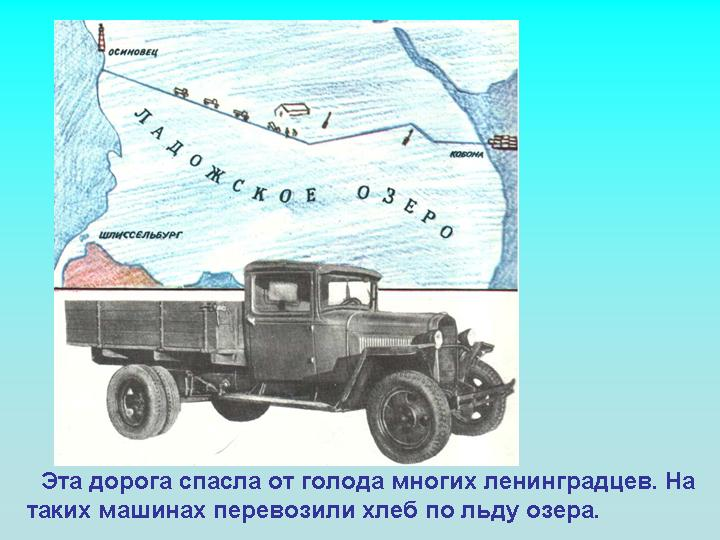 ОСИНОВЕЦ
ЛАДОЖСКОЕ ОЗЕРО
КОБОНА
ШЛИССЕЛЬБУРГ
Эта дорога спасла от голода многих ленинградцев. На
таких машинах перевозили хлеб по льду озера.